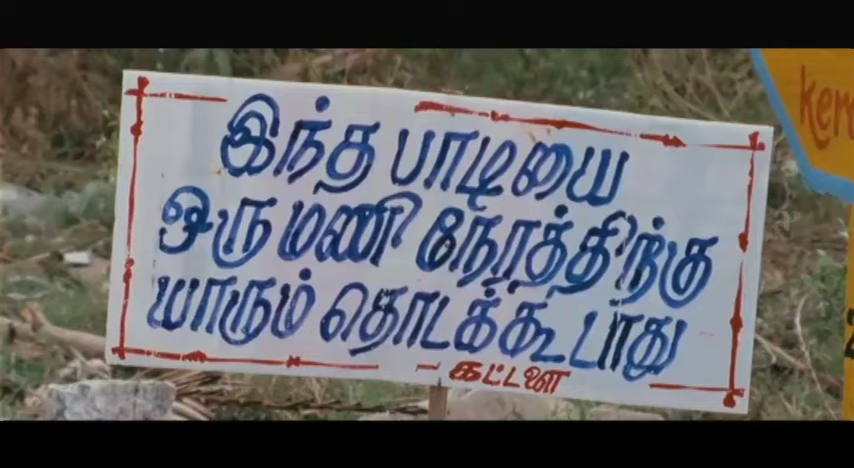 இந்த பாடியை
ஒரு மணி நேரத்திற்கு
யாரும் தொடக்கூடாது
கட்டளை